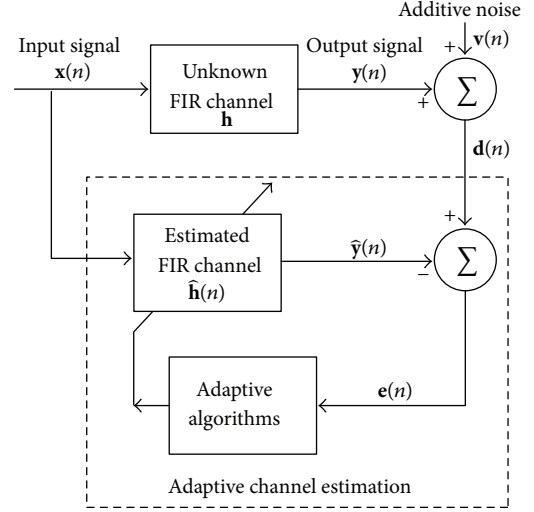 Additive noise
Input signal
x(n)
Unknown
FIR channel
h
Output signal
y(n)
+
v(n)
+
∑
d(n)
Estimated
FIR channel
ĥ(n)
ŷ(n)
+
−
∑
Adaptive
algorithms
e(n)
Adaptive channel estimation